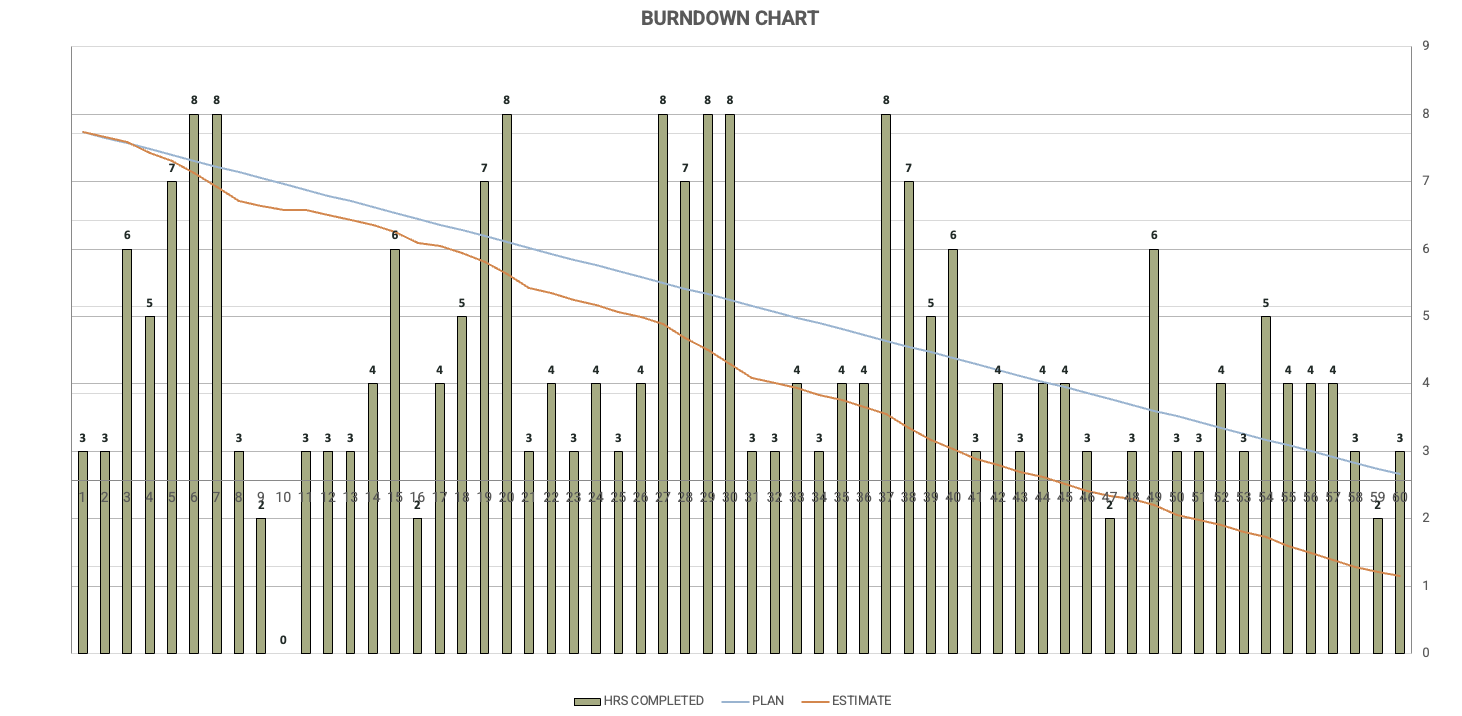 BURNDOWN CHART
9
8 8 8 8 8 8 8
8
7 7 7 7
7
6 6 6 6
6
5 5 5 5
5
4 4 4 4 4 4 4 4 4 4 4 4 4 4 4
4
3 3 3 3 3 3 3 3 3 3 3 3 3 3 3 3 3 3 3 3 3
3
1 2 3 4 5 6 7 8 9 10 11 12 13 14 15 16 17 18 19 20 21 22 23 24 25 26 27 28 29 30 31 32 33 34 35 36 37 38 39 40 41 42 43 44 45 46 47 48 49 50 51 52 53 54 55 56 57 58 59 60
2 2 2 2
2
1
0
0
HRS COMPLETED PLAN ESTIMATE